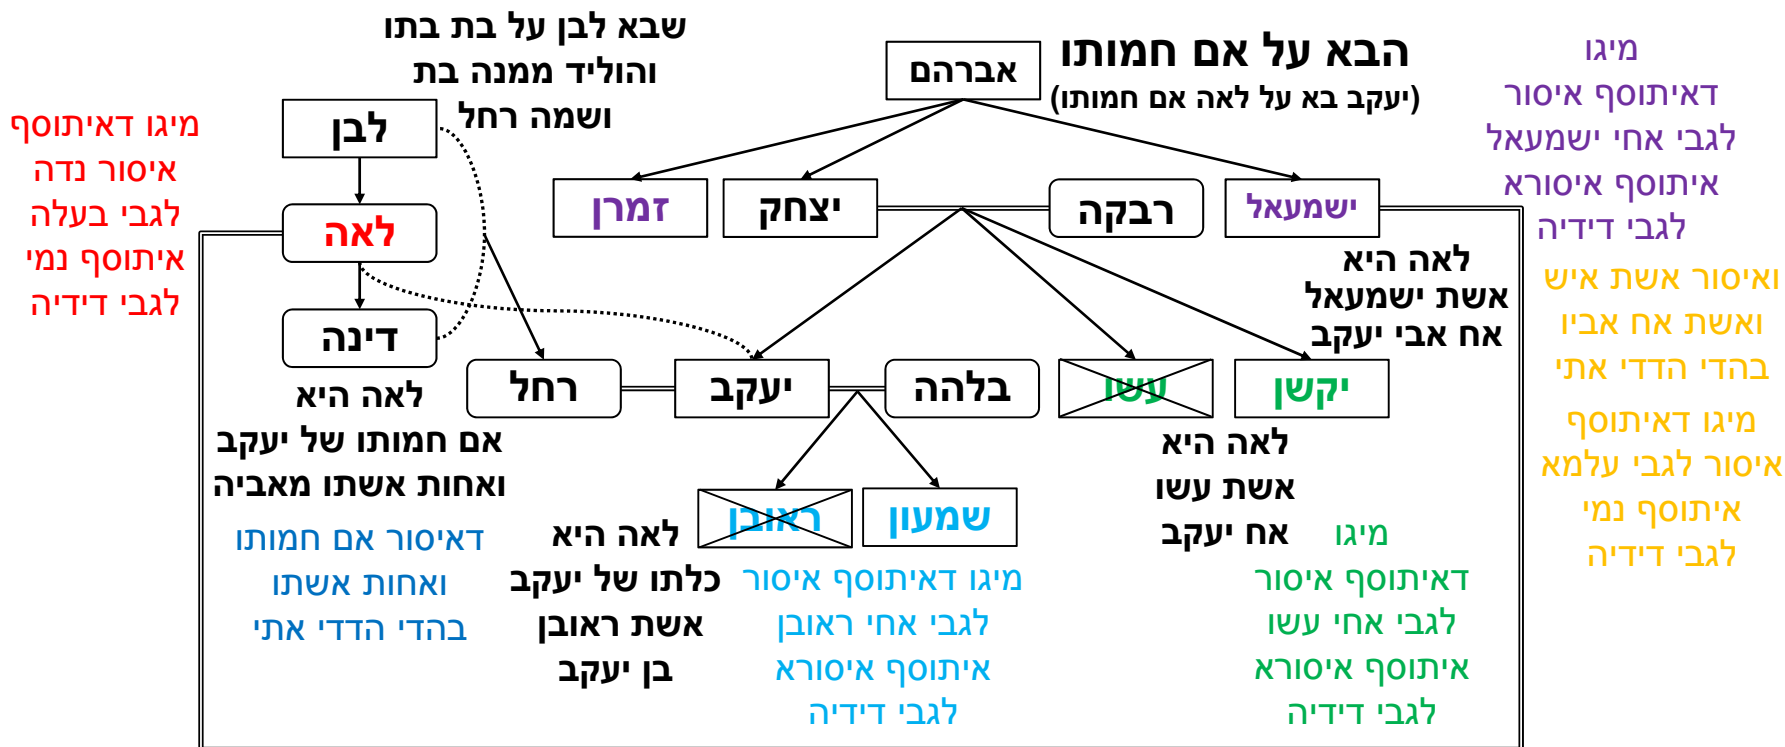 הבא על אם חמותו
(יעקב בא על לאה אם חמותו)
אברהם
מיגו
דאיתוסף איסור
לגבי אחי ישמעאל
איתוסף איסורא
לגבי דידיה
שבא לבן על בת בתו
והוליד ממנה בת
ושמה רחל
לבן
מיגו דאיתוסף
איסור נדה
לגבי בעלה
איתוסף נמי
לגבי דידיה
ישמעאל
רבקה
יצחק
זמרן
לאה
לאה היא
אשת ישמעאל
אח אבי יעקב
ואיסור אשת איש
ואשת אח אביו
בהדי הדדי אתי
מיגו דאיתוסף
איסור לגבי עלמא
איתוסף נמי
לגבי דידיה
דינה
יקשן
עשו
בלהה
יעקב
רחל
לאה היא
אם חמותו של יעקב
ואחות אשתו מאביה
דאיסור אם חמותו
ואחות אשתו
בהדי הדדי אתי
לאה היא
אשת עשו
אח יעקב
מיגו
דאיתוסף איסור
לגבי אחי עשו
איתוסף איסורא
לגבי דידיה
שמעון
ראובן
לאה היא
כלתו של יעקב
אשת ראובן
בן יעקב
מיגו דאיתוסף איסור
לגבי אחי ראובן
איתוסף איסורא
לגבי דידיה